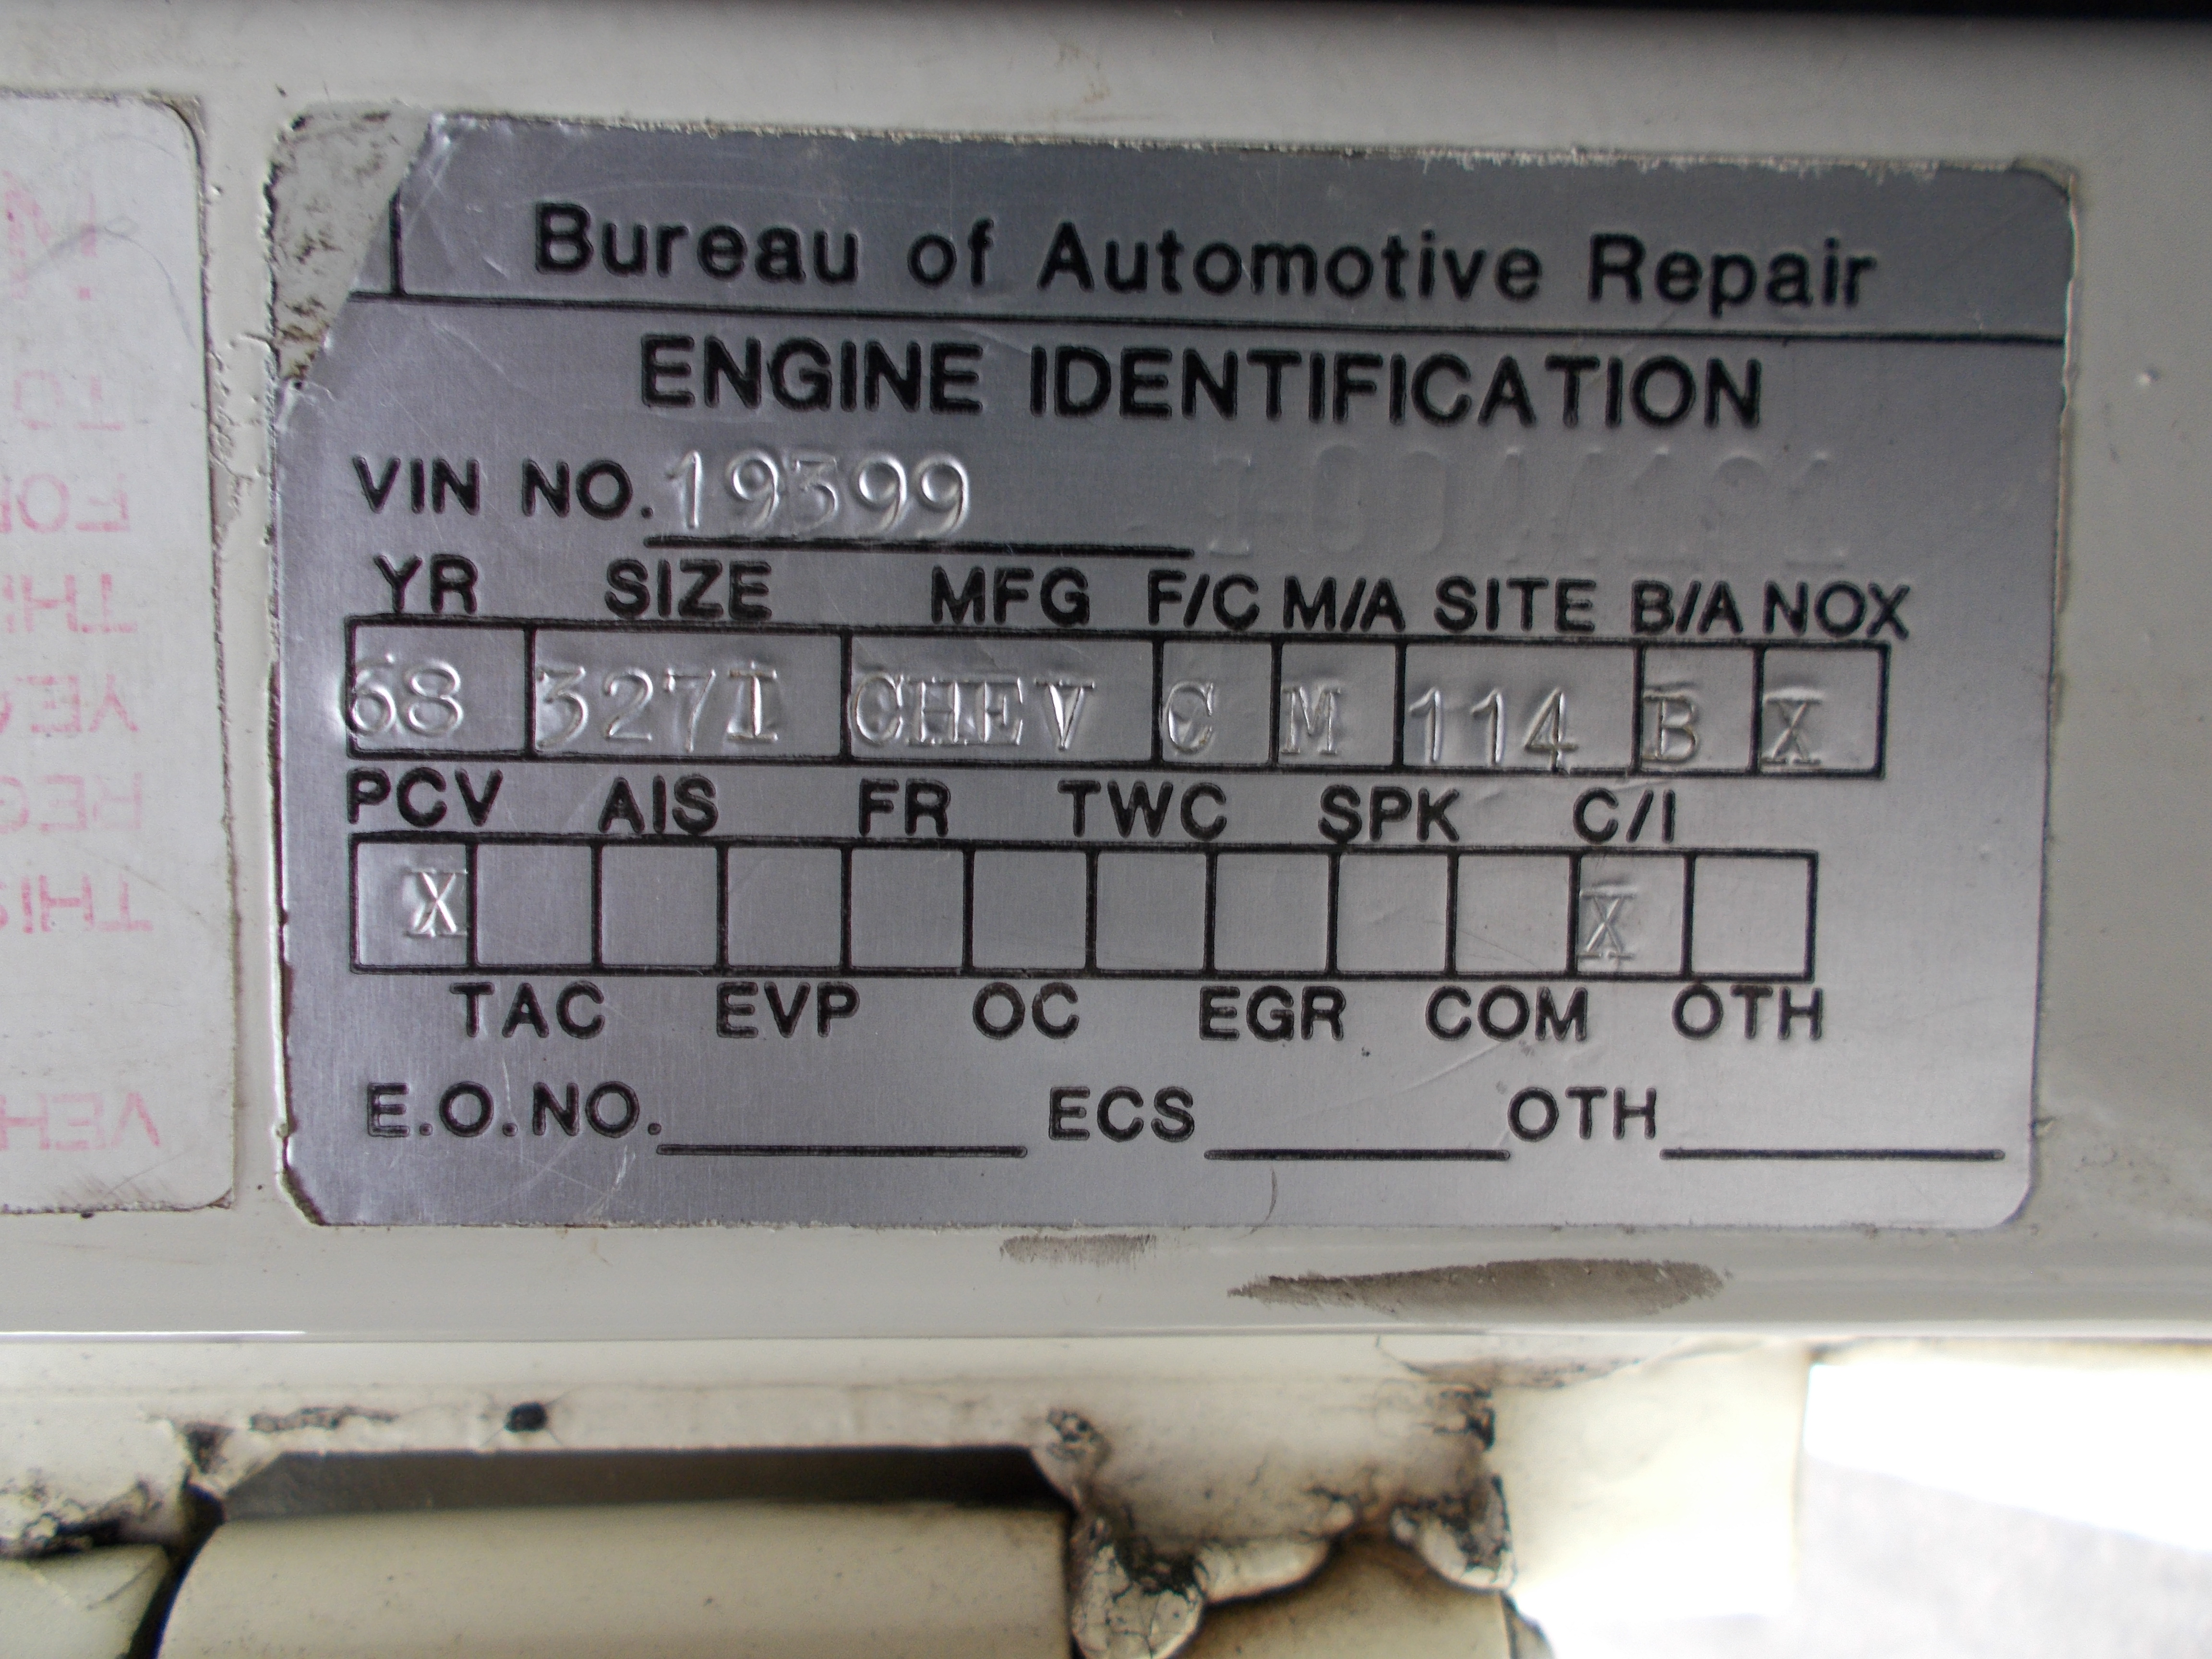 Bureau of Automotive Repair
ENGINE IDENTIFICATION
VIN NO. 19399
YR SIZE MFG F/C M/A SITE B/A NOX
68 327I CHEV C M 114 B X
PCV AIS FR TWC SPK C/I
X X
TAC EVP OC EGR COM OTH
E.O.NO. ECS OTH